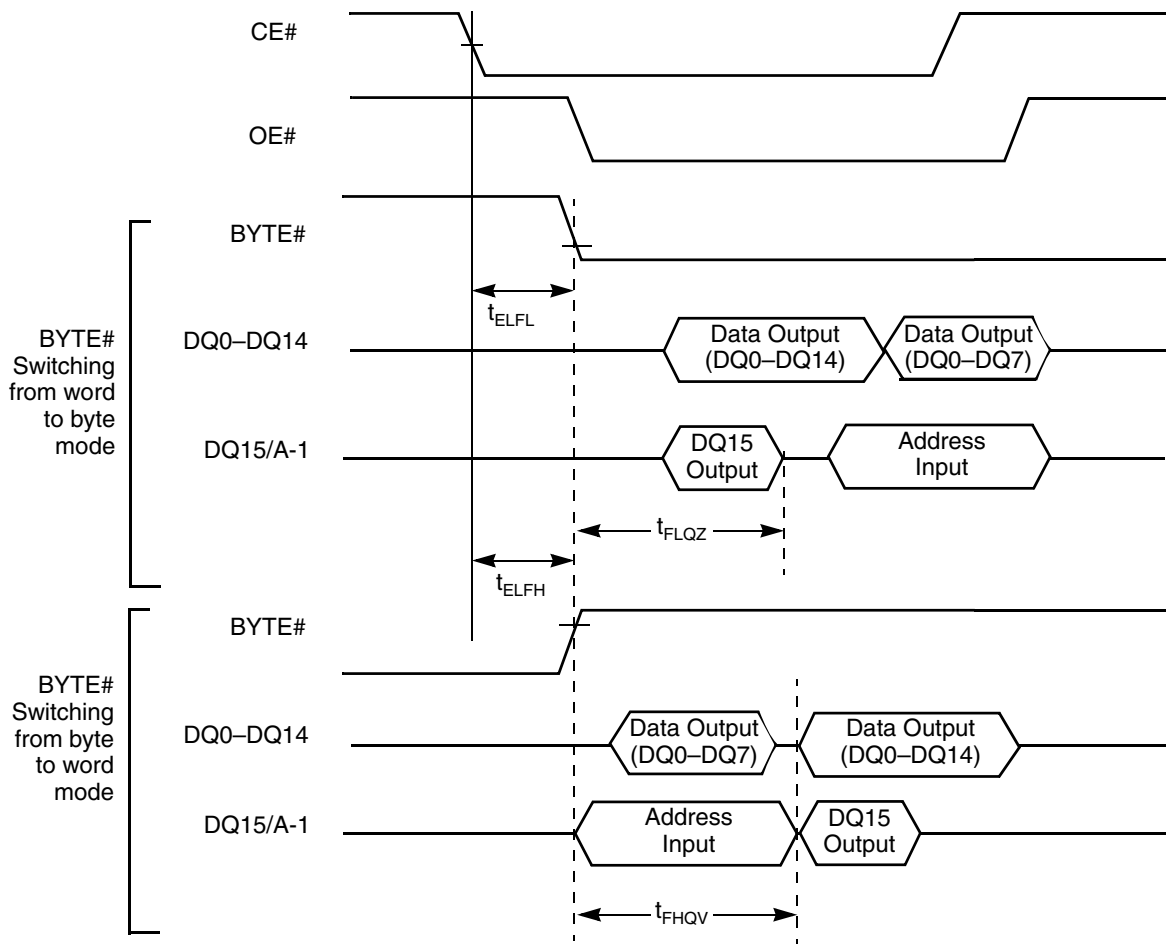 CE#
OE#
BYTE#
tELFL
BYTE#
Switching
from word
to byte
mode
DQ0–DQ14
Data Output
(DQ0–DQ14)
Data Output
(DQ0–DQ7)
DQ15/A-1
DQ15
Output
Address
Input
tFLQZ
tELFH
BYTE#
BYTE#
Switching
from byte
to word
mode
DQ0–DQ14
Data Output
(DQ0–DQ7)
Data Output
(DQ0–DQ14)
DQ15/A-1
Address
Input
DQ15
Output
tFHQV